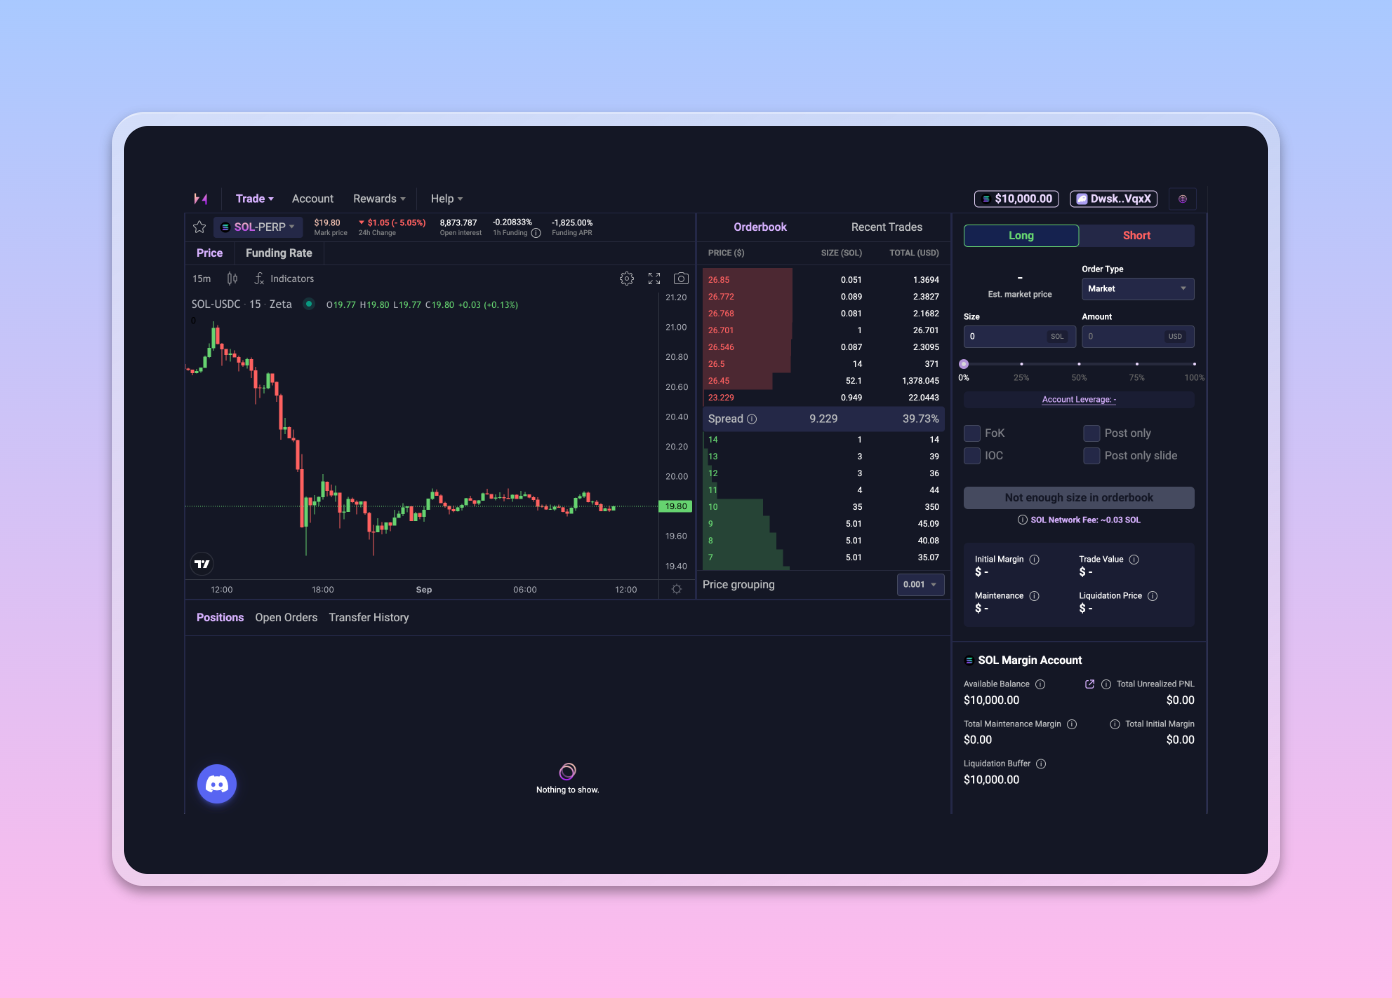 Trade Account Rewards Help $10,000.00 Dwsk..VqxX
SOL-PERP $19.80 $1.05 (- 5.05%) 8,873.787 -0.20833% -1,825.00%
Mark price 24h Change Open interest 1h Funding Funding APR
Price Funding Rate
15m Indicators
SOL-USDC · 15 · Zeta O19.77 H19.80 L19.77 C19.80 +0.03 (+0.13%)
0
21.20
21.00
20.80
20.60
20.40
20.20
20.00
19.80
19.60
19.40
12:00 18:00 Sep 06:00 12:00
Orderbook Recent Trades
PRICE ($) SIZE (SOL) TOTAL (USD)
26.85 0.051 1.3694
26.772 0.089 2.3827
26.768 0.081 2.1682
26.701 1 26.701
26.546 0.087 2.3095
26.5 14 371
26.45 52.1 1,378.045
23.229 0.949 22.0443
Spread 9.229 39.73%
14 1 14
13 3 39
12 3 36
11 4 44
10 35 350
9 5.01 45.09
8 5.01 40.08
7 5.01 35.07
Price grouping 0.001
Long Short
-
Est. market price
Order Type
Market
Size Amount
0 SOL 0 USD
0% 25% 50% 75% 100%
Account Leverage: -
FoK Post only
IOC Post only slide
Not enough size in orderbook
SOL Network Fee: ~0.03 SOL
Initial Margin Trade Value
$ - $ -
Maintenance Liquidation Price
$ - $ -
SOL Margin Account
Available Balance Total Unrealized PNL
$10,000.00 $0.00
Total Maintenance Margin Total Initial Margin
$0.00 $0.00
Liquidation Buffer
$10,000.00
Positions Open Orders Transfer History
Nothing to show.